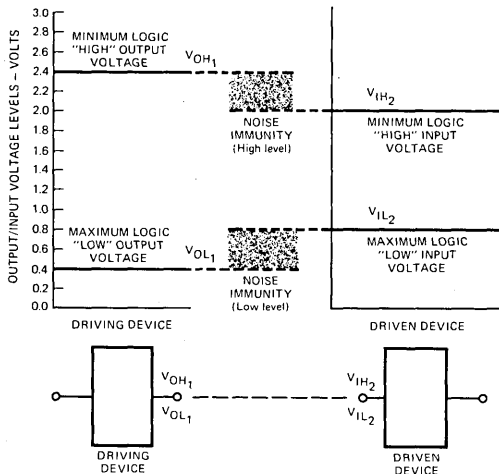 OUTPUT/INPUT VOLTAGE LEVELS – VOLTS
3.0
2.8
2.6
2.4
2.2
2.0
1.8
1.6
1.4
1.2
1.0
0.8
0.6
0.4
0.2
0.0
MINIMUM LOGIC
"HIGH" OUTPUT
VOLTAGE
VOH1
NOISE
IMMUNITY
(High level)
VIH2
MINIMUM LOGIC
"HIGH" INPUT
VOLTAGE
MAXIMUM LOGIC
"LOW" OUTPUT
VOLTAGE
VOL1
NOISE
IMMUNITY
(Low level)
VIL2
MAXIMUM LOGIC
"LOW" INPUT
VOLTAGE
DRIVING DEVICE
DRIVEN DEVICE
VOH1
VOL1
VIH2
VIL2
DRIVING
DEVICE
DRIVEN
DEVICE